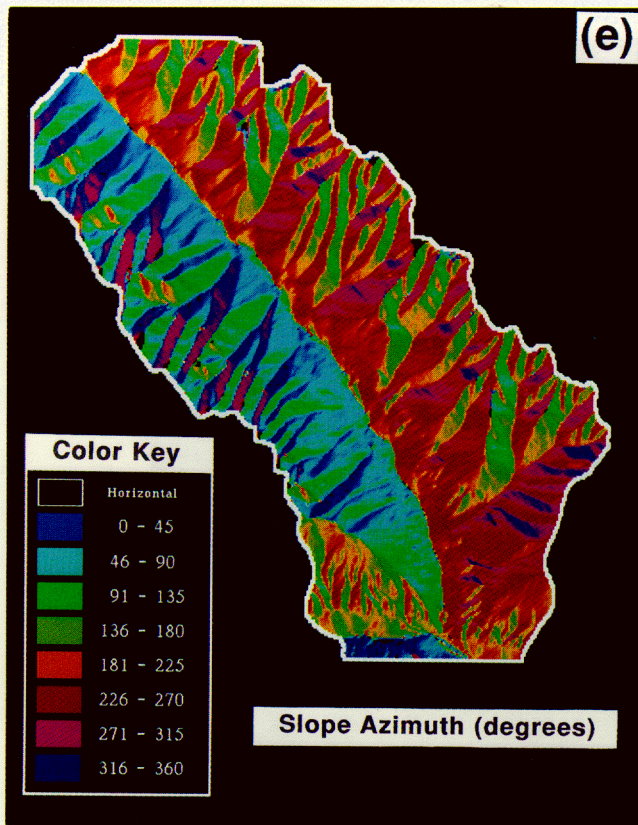 (e)
Color Key
Horizontal
0 - 45
46 - 90
91 - 135
136 - 180
181 - 225
226 - 270
271 - 315
316 - 360
Slope Azimuth (degrees)